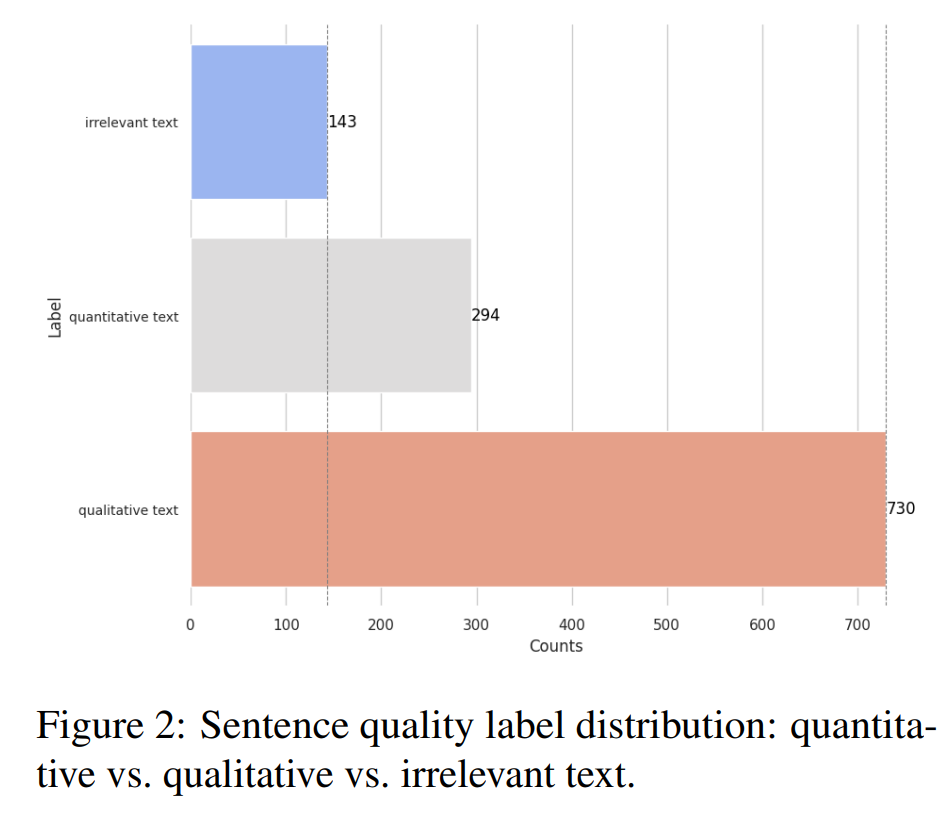 irrelevant text
143
Label
quantitative text
294
qualitative text
730
0 100 200 300 400 500 600 700
Counts
Figure 2: Sentence quality label distribution: quantita-
tive vs. qualitative vs. irrelevant text.